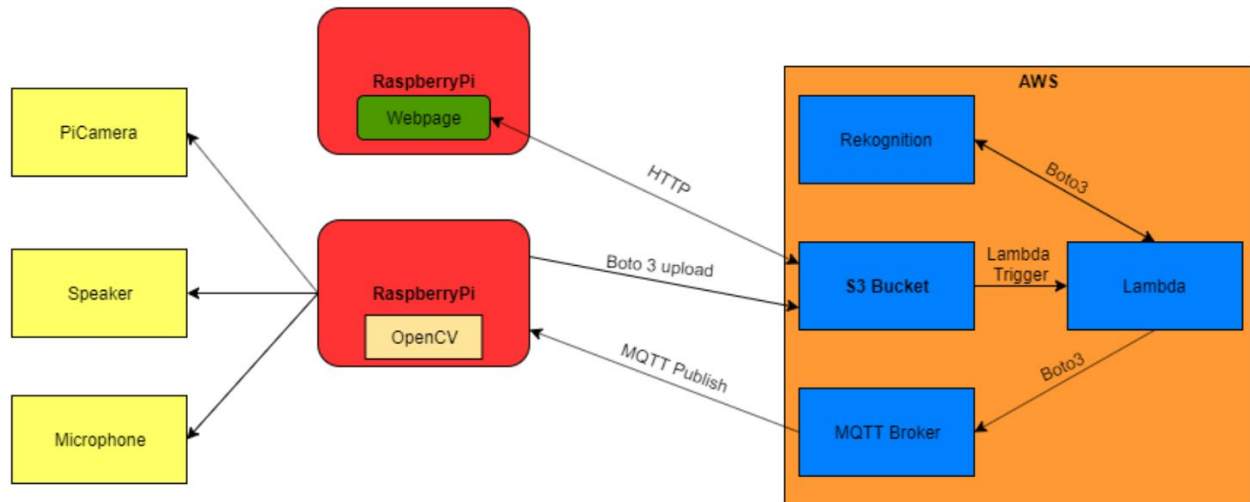 RaspberryPi
Webpage
AWS
PiCamera
Rekognition
HTTP
Boto3
Speaker
RaspberryPi
OpenCV
Boto 3 upload
S3 Bucket
Lambda
Trigger
Lambda
MQTT Publish
Boto3
Microphone
MQTT Broker